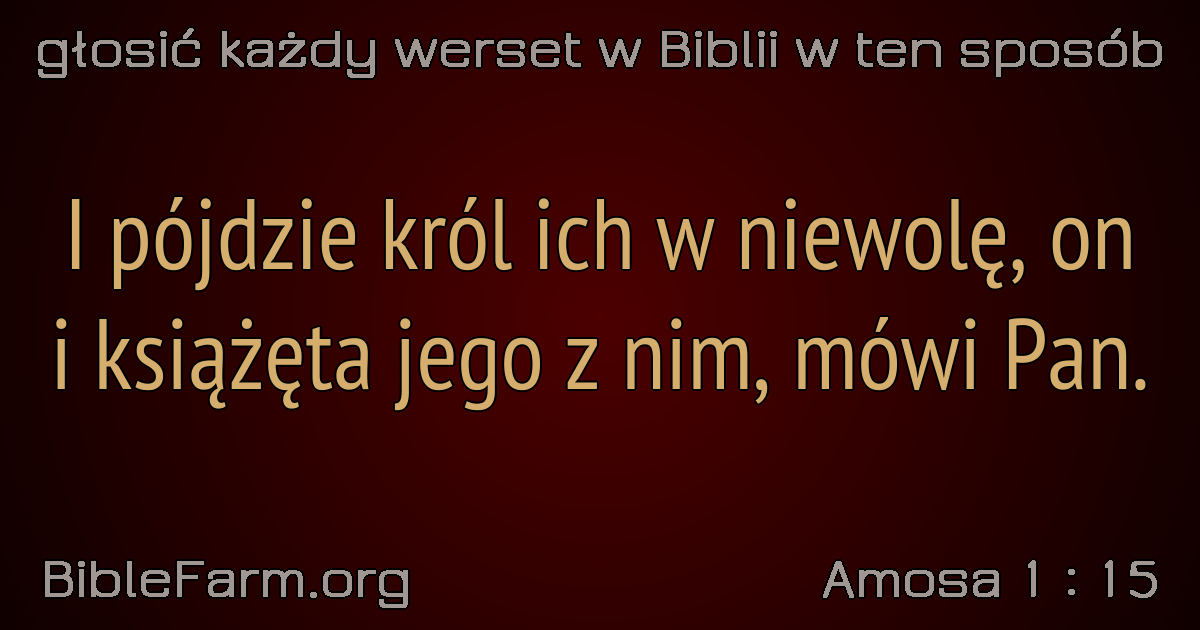 głosić każdy werset w Biblii w ten sposób
I pójdzie król ich w niewolę, on
i książęta jego z nim, mówi Pan.
BibleFarm.org
Amosa 1 : 15